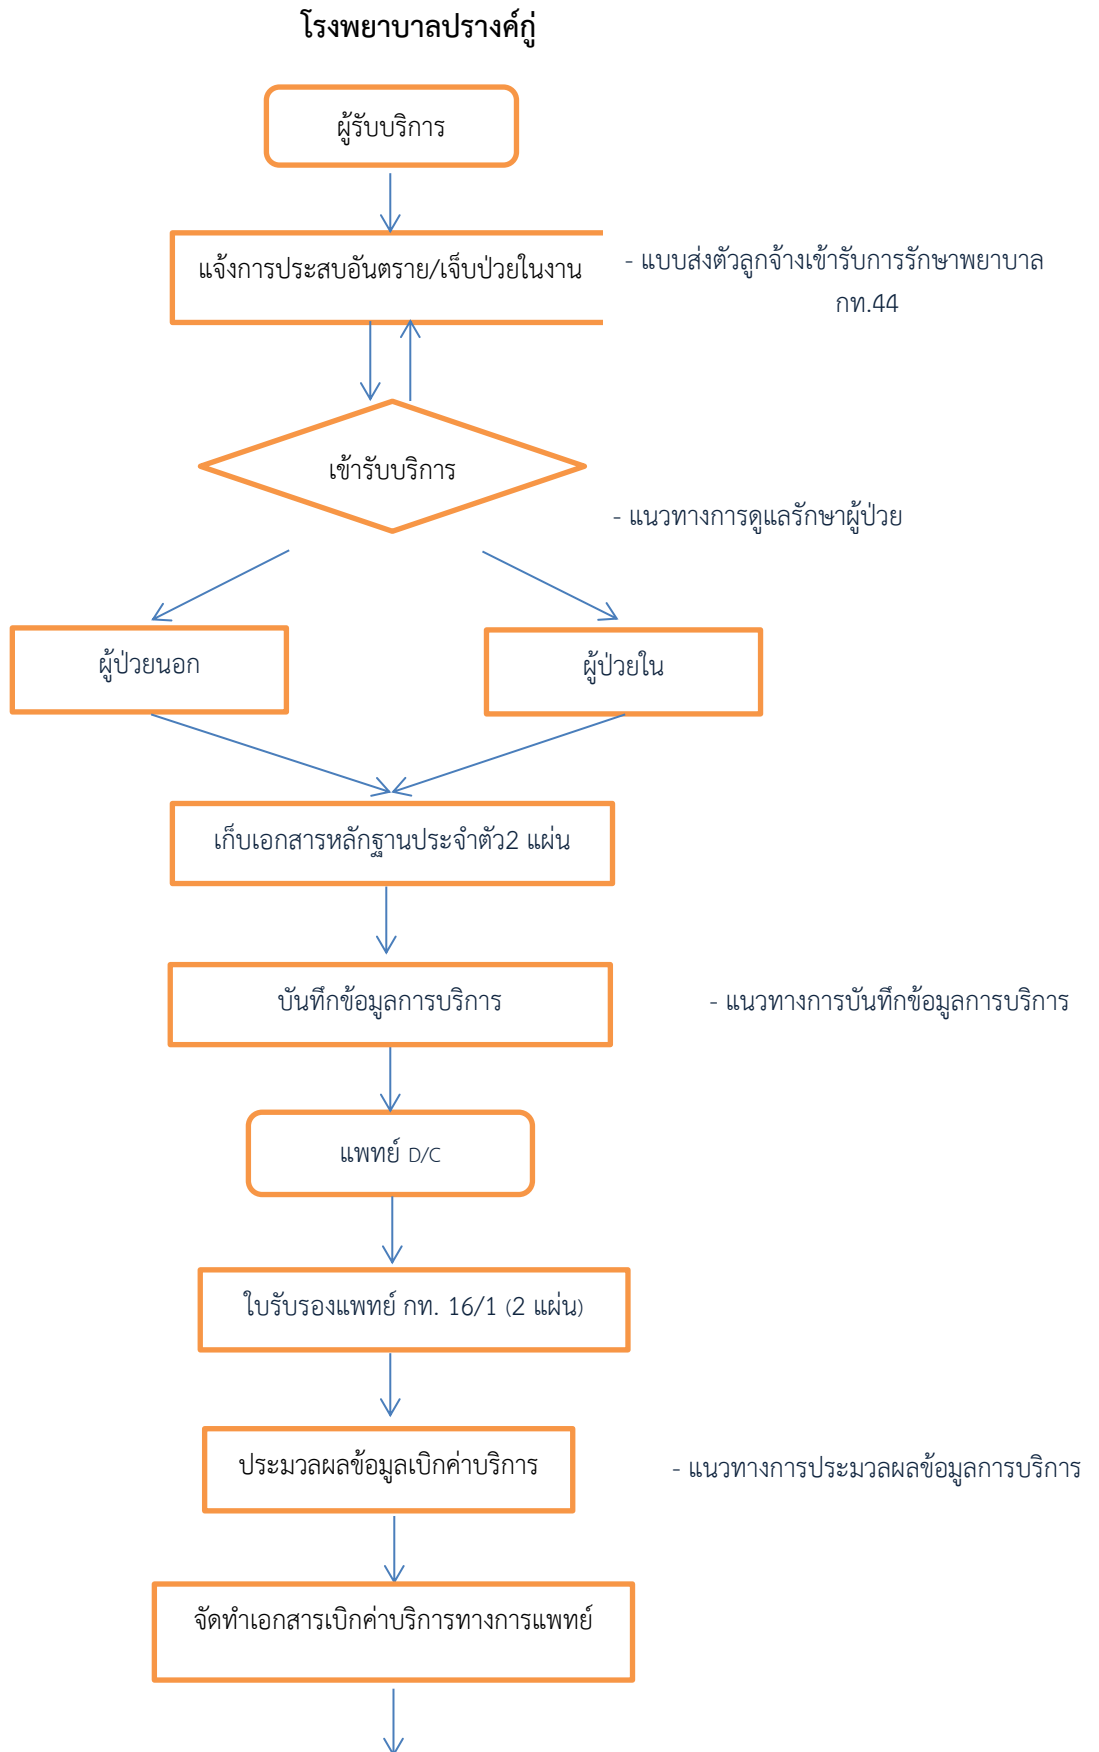 โรงพยาบาลปรางค์กู่
ผู้รับบริการ
แจ้งการประสบอันตราย/เจ็บป่วยในงาน
- แบบส่งตัวลูกจ้างเข้ารับการรักษาพยาบาล
กท.44
เข้ารับบริการ
- แนวทางการดูแลรักษาผู้ป่วย
ผู้ป่วยนอก
ผู้ป่วยใน
เก็บเอกสารหลักฐานประจำตัว2 แผ่น
บันทึกข้อมูลการบริการ
- แนวทางการบันทึกข้อมูลการบริการ
แพทย์ D/C
ใบรับรองแพทย์ กท. 16/1 (2 แผ่น)
ประมวลผลข้อมูลเบิกค่าบริการ
- แนวทางการประมวลผลข้อมูลการบริการ
จัดทำเอกสารเบิกค่าบริการทางการแพทย์